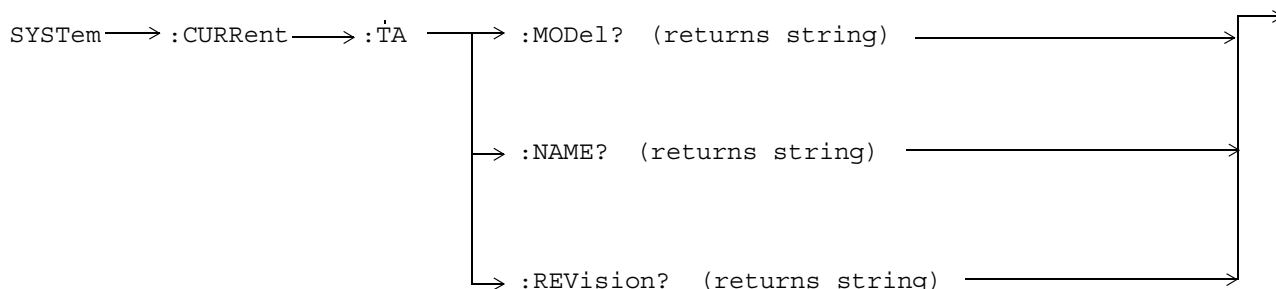 SYSTem :CURRent :TA :MODel? (returns string)
:NAME? (returns string)
:REVision? (returns string)